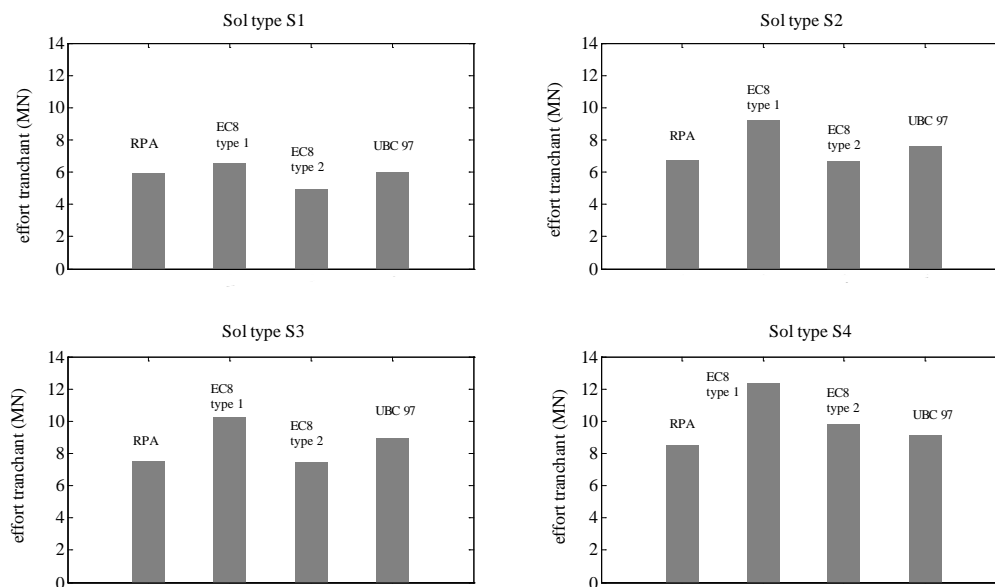 Sol type S1
effort tranchant (MN)
14
12
10
8
6
4
2
0
RPA
EC8
type 1
EC8
type 2
UBC 97
Sol type S2
effort tranchant (MN)
14
12
10
8
6
4
2
0
RPA
EC8
type 1
EC8
type 2
UBC 97
Sol type S3
effort tranchant (MN)
14
12
10
8
6
4
2
0
RPA
EC8
type 1
EC8
type 2
UBC 97
Sol type S4
effort tranchant (MN)
14
12
10
8
6
4
2
0
RPA
EC8
type 1
EC8
type 2
UBC 97